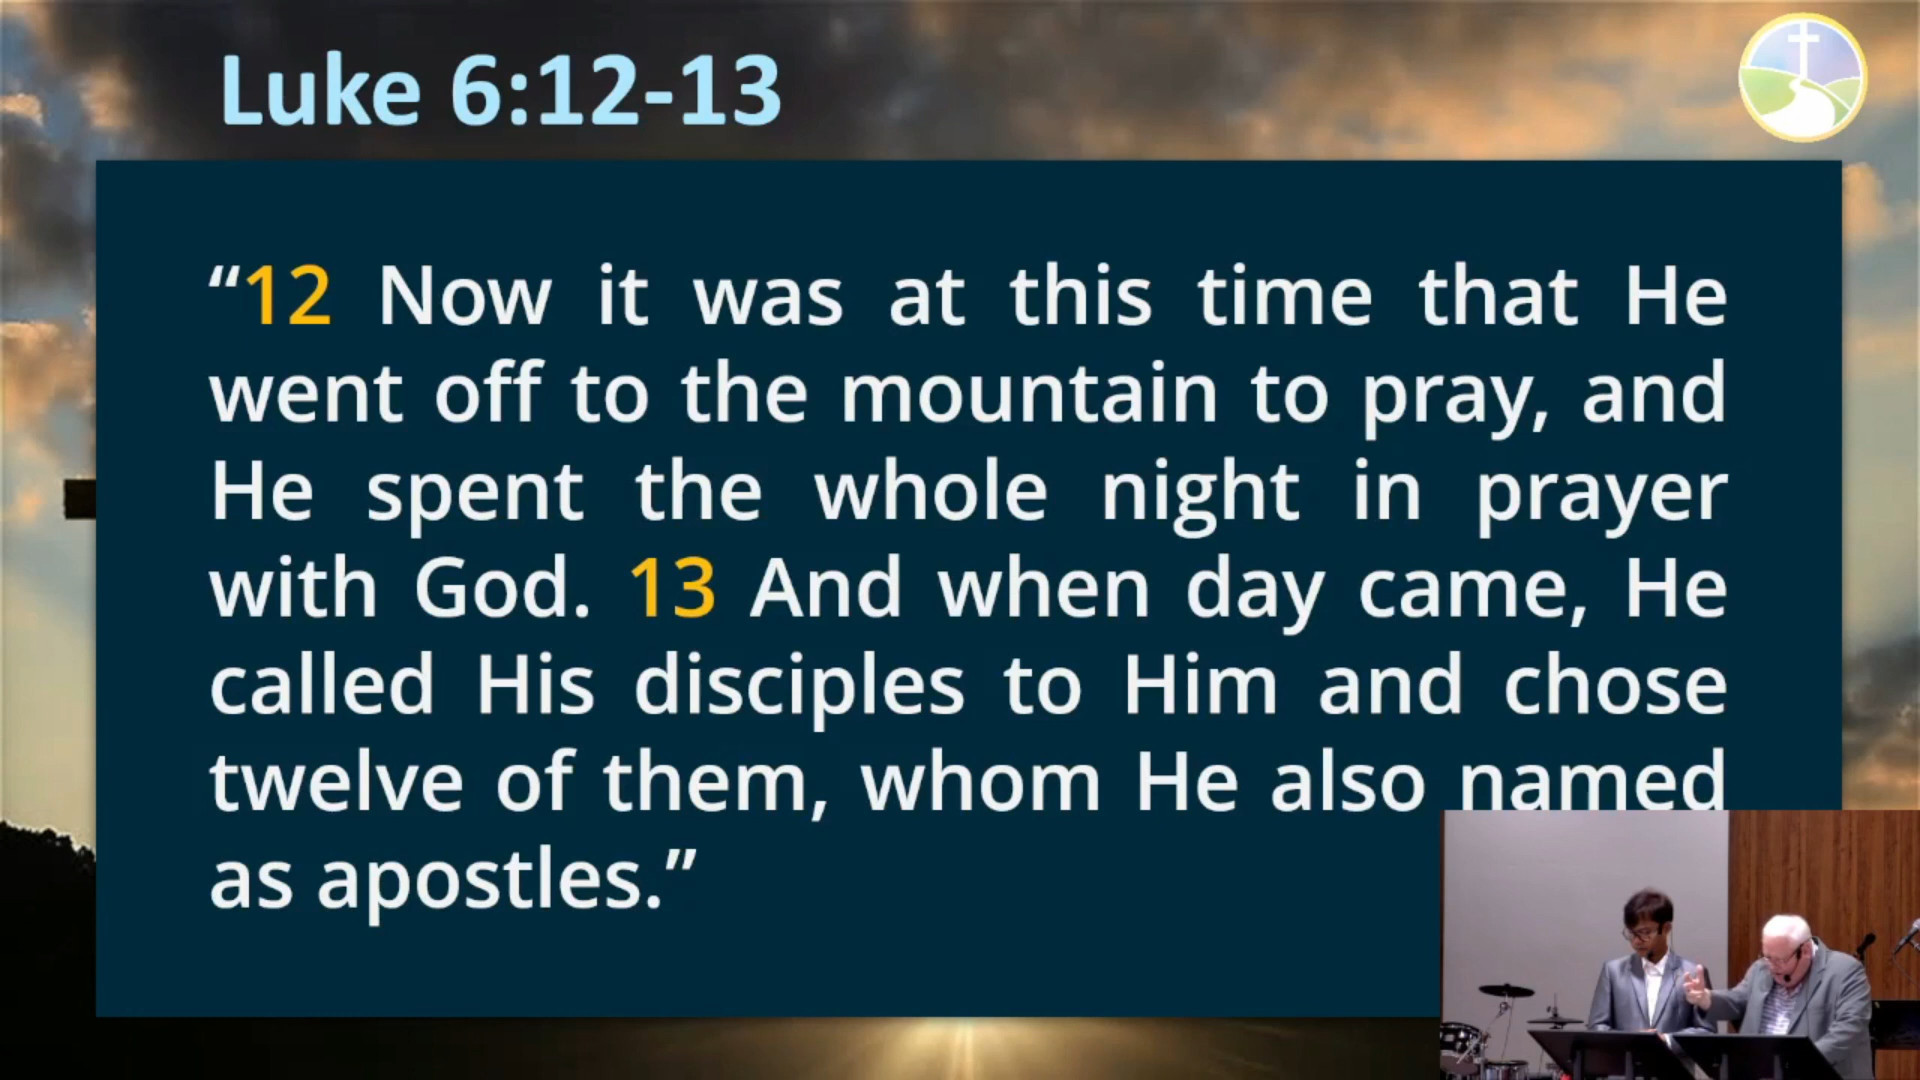 Luke 6:12-13
“12 Now it was at this time that He
went off to the mountain to pray, and
He spent the whole night in prayer
with God. 13 And when day came, He
called His disciples to Him and chose
twelve of them, whom He also named
as apostles.”